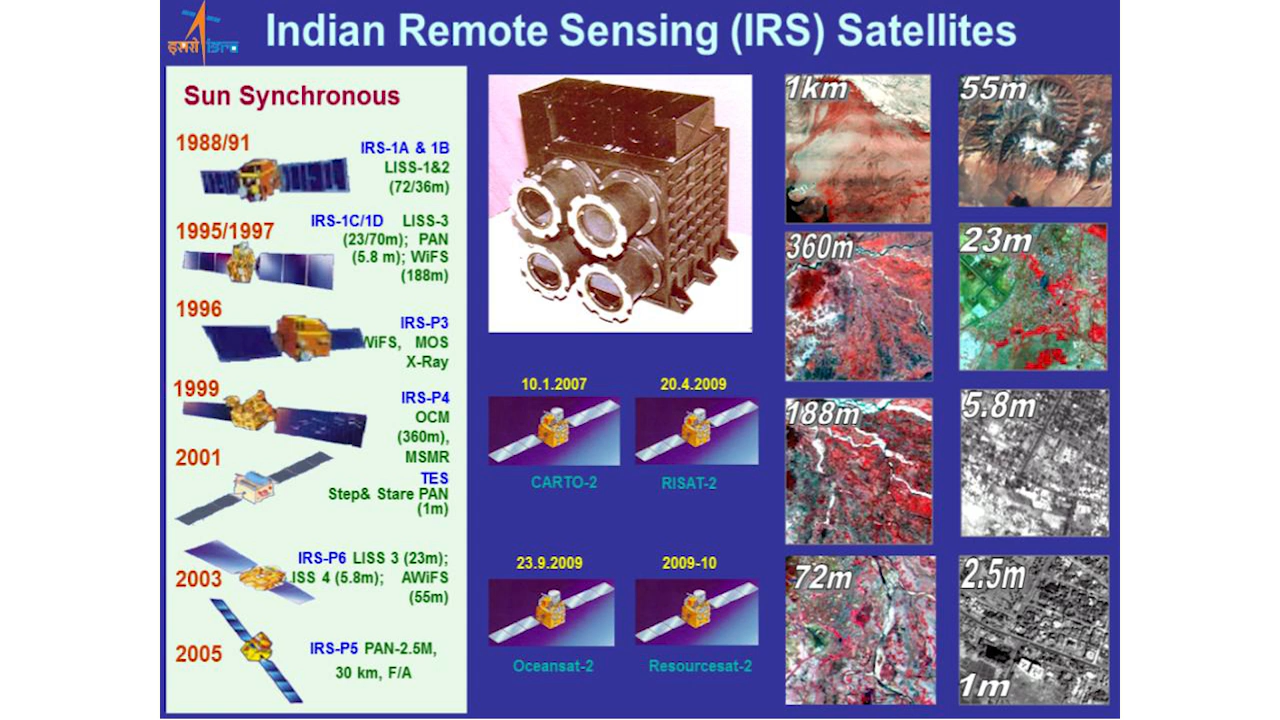 इसरो isro
Indian Remote Sensing (IRS) Satellites
Sun Synchronous
1988/91
IRS-1A & 1B
LISS-1&2
(72/36m)
1995/1997
IRS-1C/1D LISS-3
(23/70m); PAN
(5.8 m); WiFS
(188m)
1996
IRS-P3
WiFS, MOS
X-Ray
1999
IRS-P4
OCM
(360m),
MSMR
2001
TES
Step& Stare PAN
(1m)
2003
IRS-P6 LISS 3 (23m);
ISS 4 (5.8m); AWiFS
(55m)
2005
IRS-P5 PAN-2.5M,
30 km, F/A
10.1.2007
CARTO-2
20.4.2009
RISAT-2
23.9.2009
Oceansat-2
2009-10
Resourcesat-2
1km
55m
360m
23m
188m
5.8m
72m
2.5m
1m